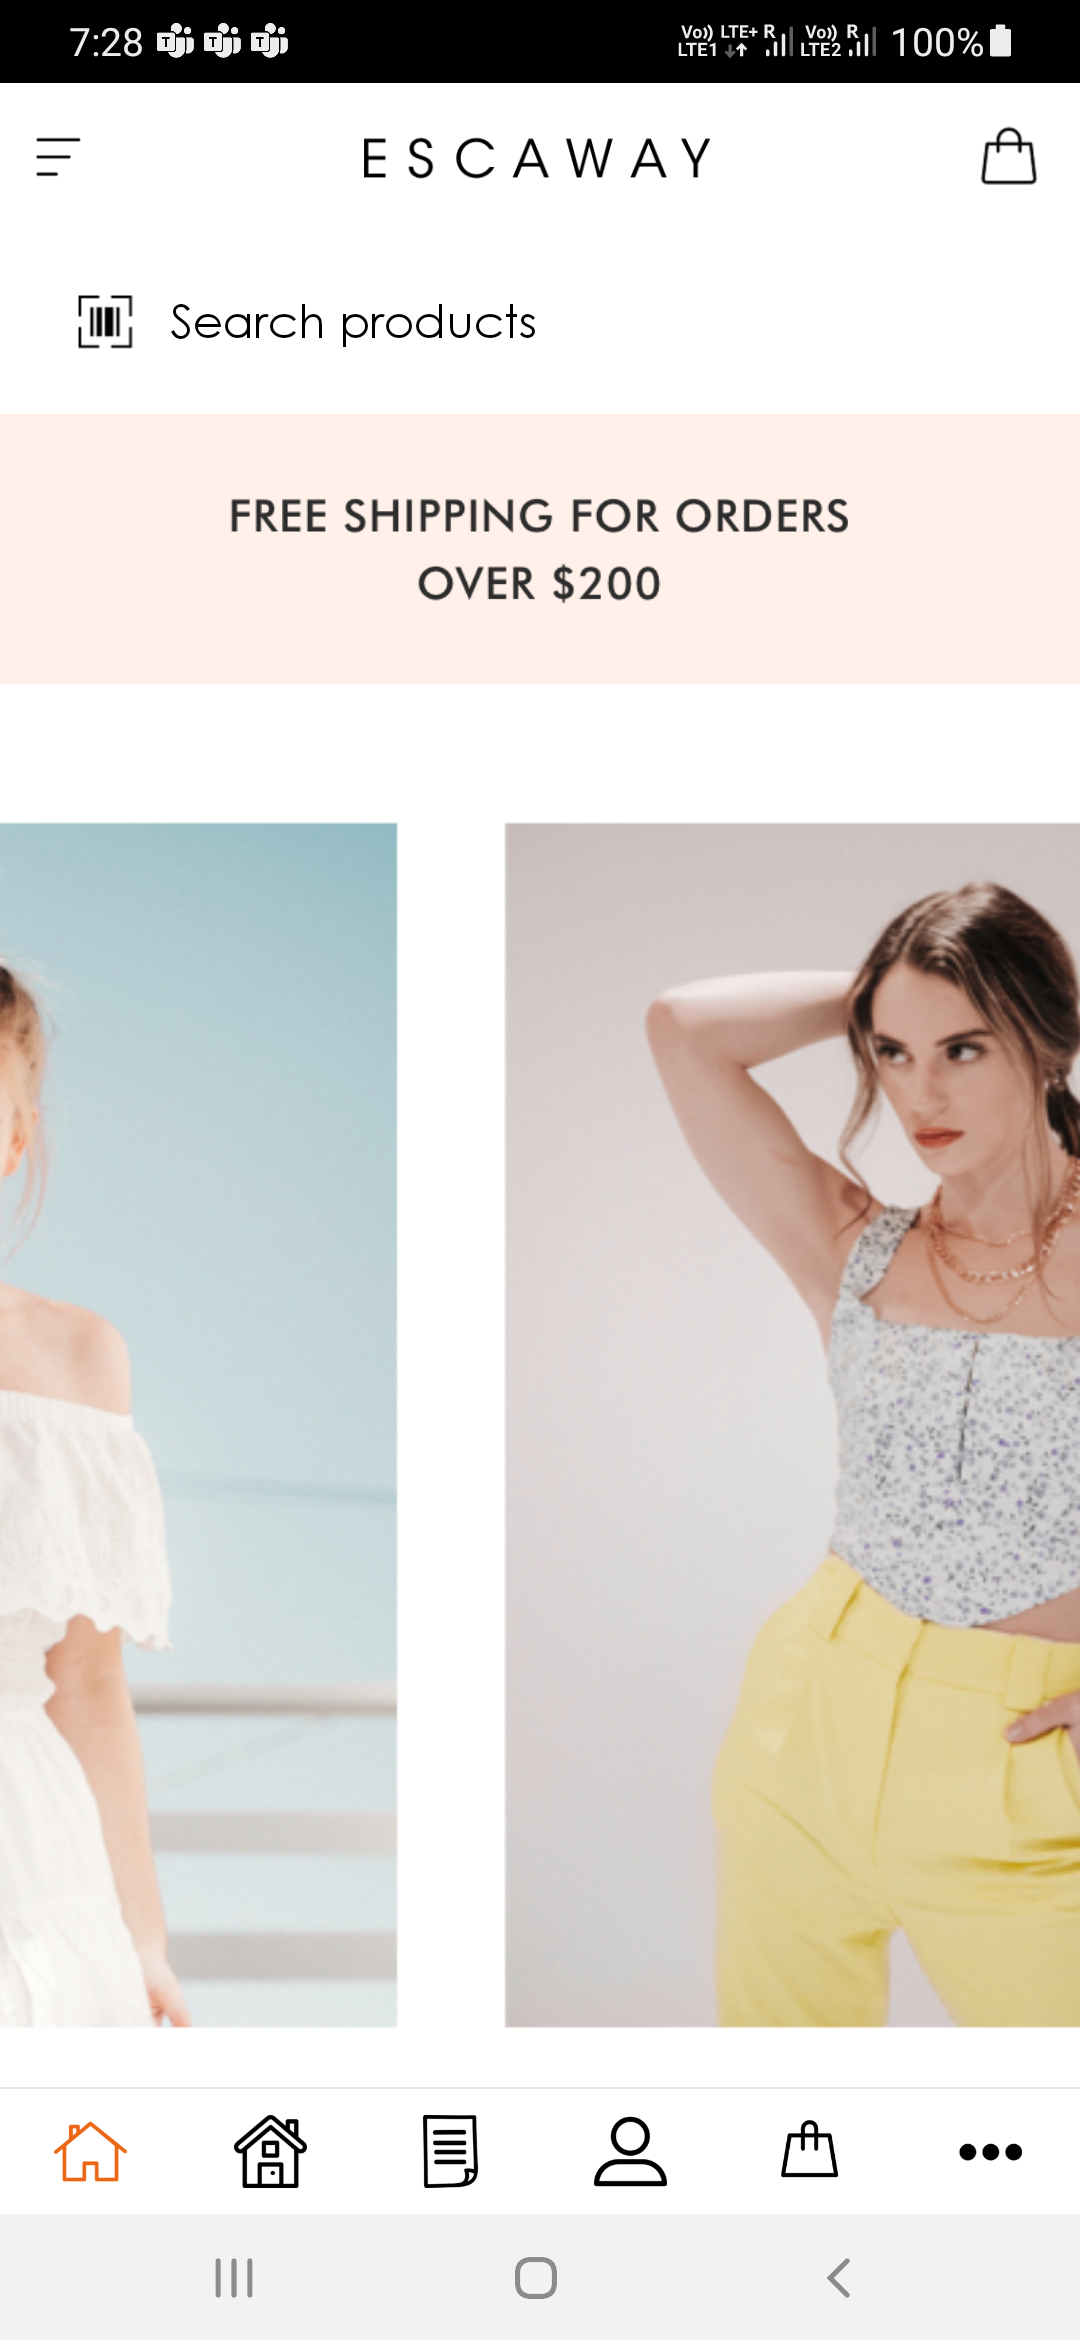 7:28
Vo)) LTE+ R Vo)) R
LTE1 LTE2 100%
ESCAWAY
Search products
FREE SHIPPING FOR ORDERS
OVER $200